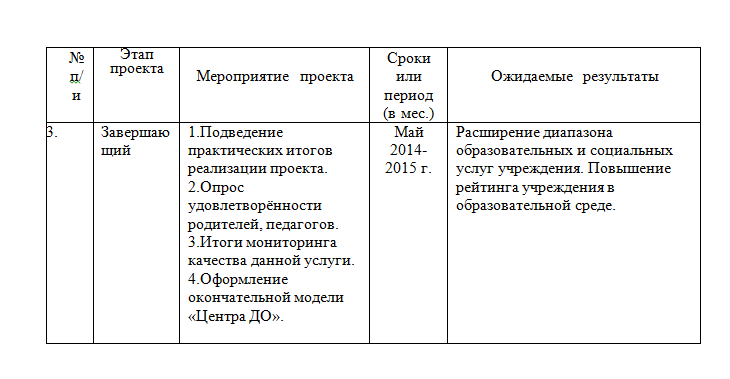 №
п/
и
Этап
проекта
Мероприятие проекта
Сроки
или
период
(в мес.)
Ожидаемые результаты
3.
Завершаю
щий
1.Подведение
практических итогов
реализации проекта.
2.Опрос
удовлетворённости
родителей, педагогов.
3.Итоги мониторинга
качества данной услуги.
4.Оформление
окончательной модели
«Центра ДО».
Май
2014-
2015 г.
Расширение диапазона
образовательных и социальных
услуг учреждения. Повышение
рейтинга учреждения в
образовательной среде.